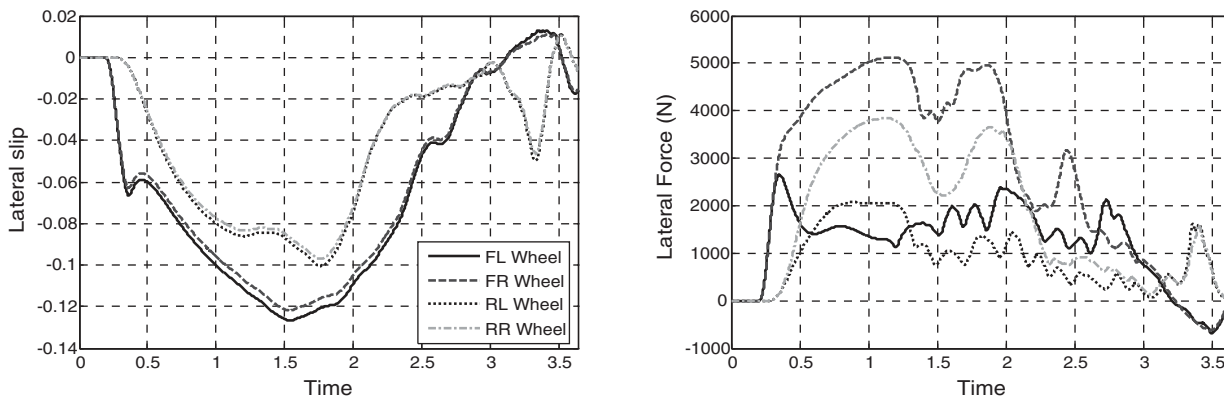 0.02
0
-0.02
-0.04
-0.06
-0.08
-0.1
-0.12
-0.14
Lateral slip
FL Wheel
FR Wheel
RL Wheel
RR Wheel
0 0.5 1 1.5 2 2.5 3 3.5
Time
6000
5000
4000
3000
2000
1000
0
-1000
Lateral Force (N)
0 0.5 1 1.5 2 2.5 3 3.5
Time